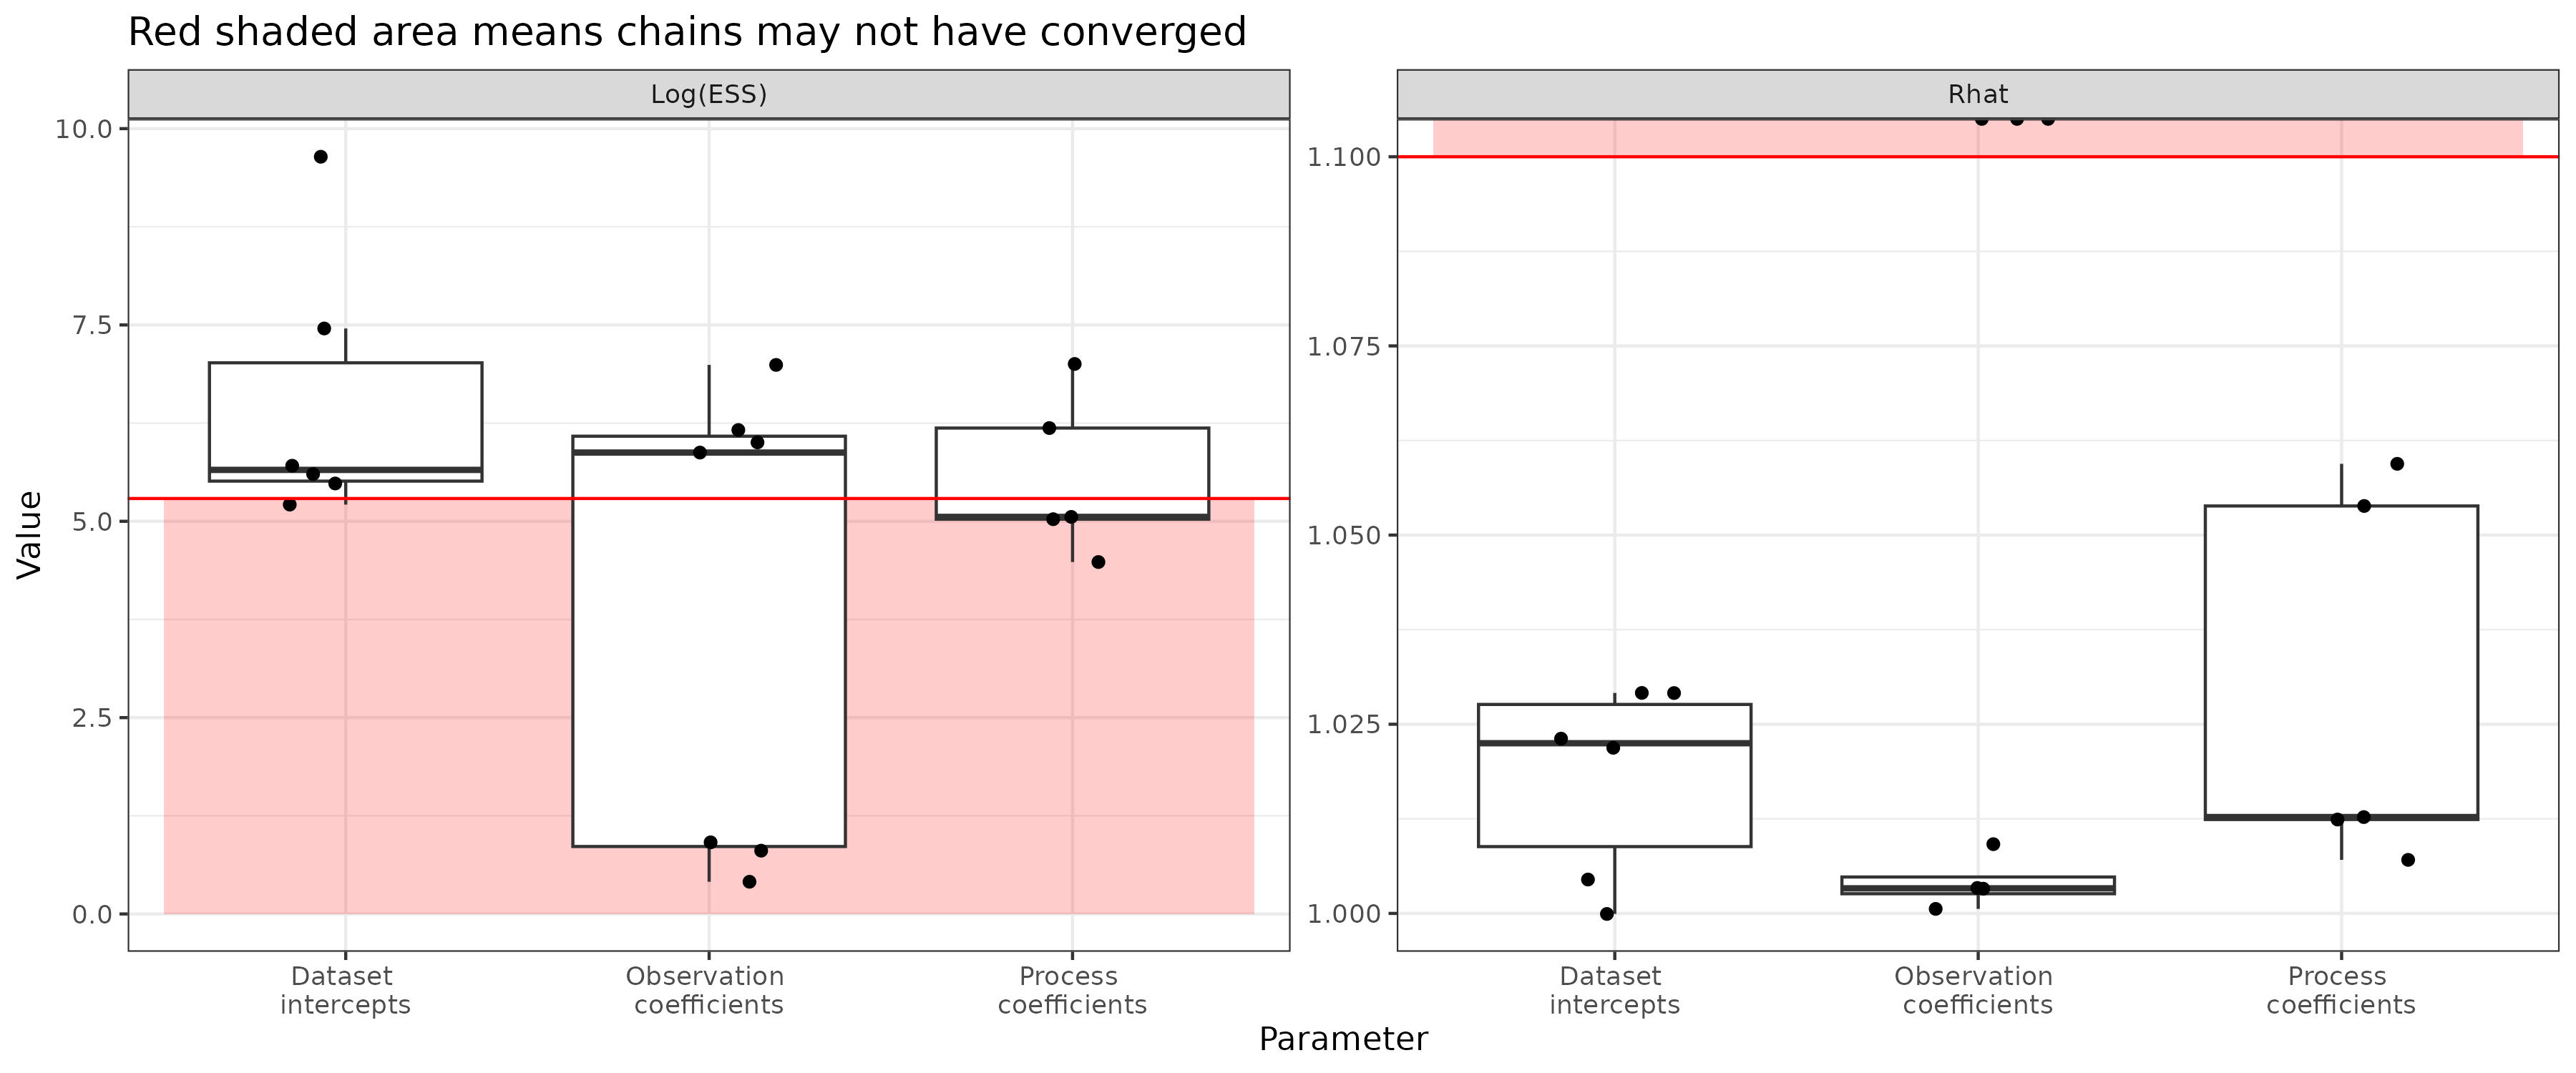 Red shaded area means chains may not have converged
Log(ESS)
Rhat
Value
10.0
7.5
5.0
2.5
0.0
1.100
1.075
1.050
1.025
1.000
Dataset
intercepts
Observation
coefficients
Process
coefficients
Dataset
intercepts
Observation
coefficients
Process
coefficients
Parameter